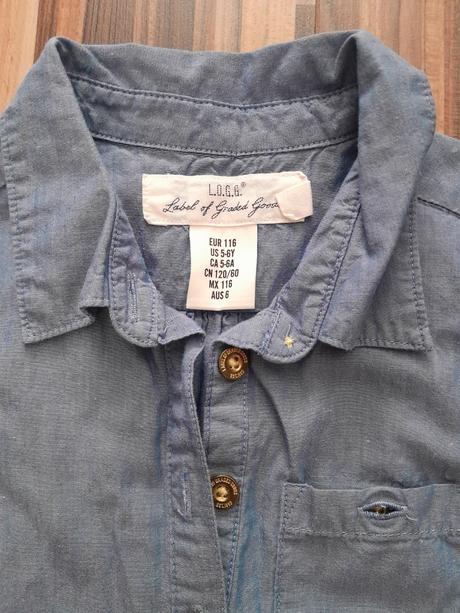 L.O.G.G.®
Label of Graded Goods
EUR 116
US 5-6Y
CA 5-6A
CN 120/60
MX 116
AUS 6